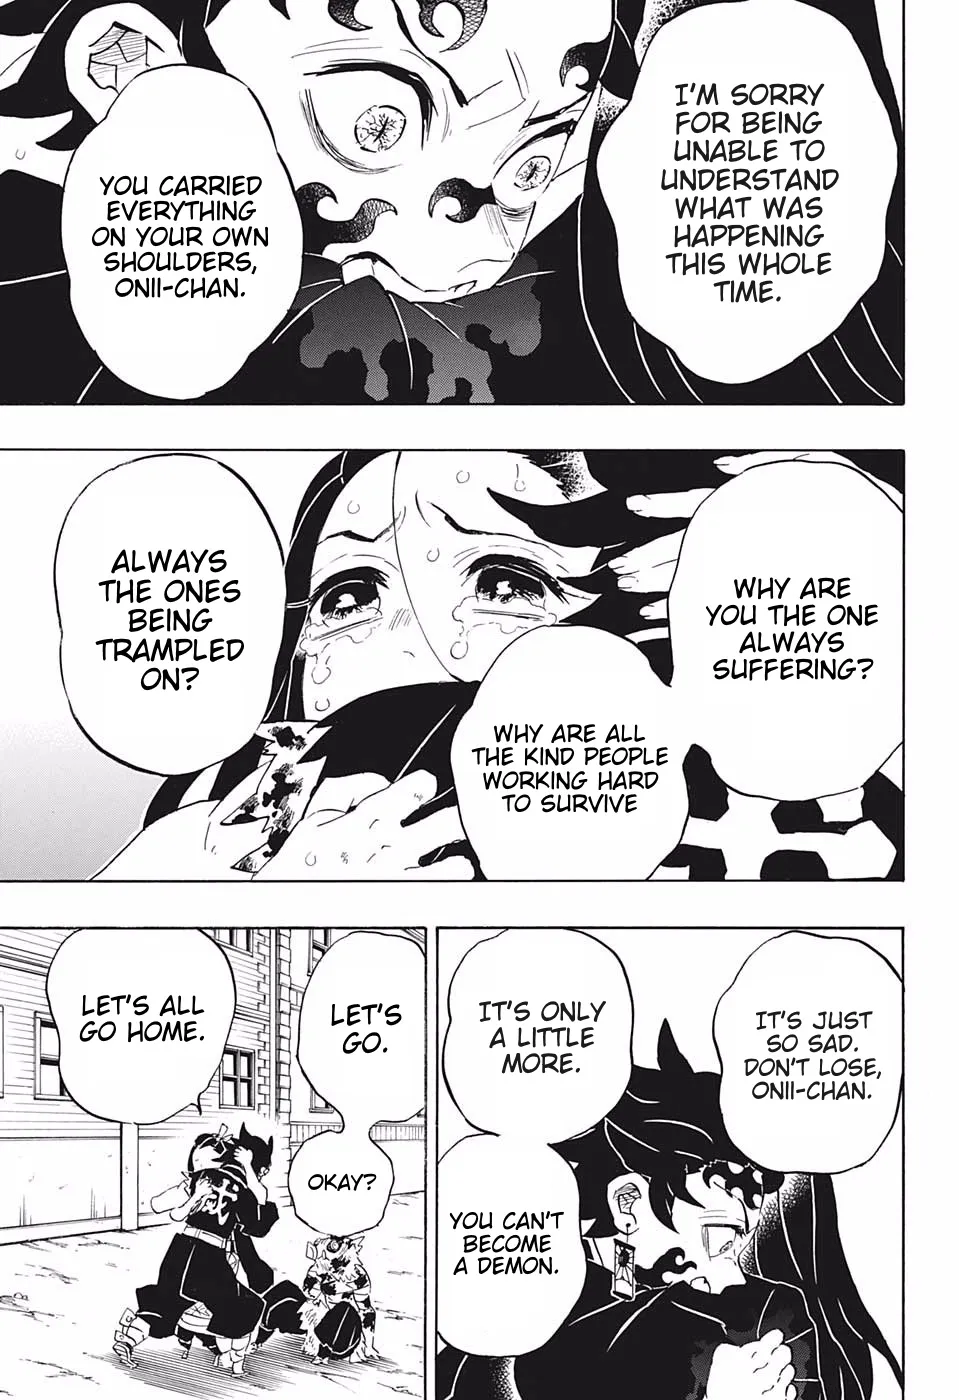 I'M SORRY
FOR BEING
UNABLE TO
UNDERSTAND
WHAT WAS
HAPPENING
THIS WHOLE
TIME.
YOU CARRIED
EVERYTHING
ON YOUR OWN
SHOULDERS,
ONII-CHAN.
WHY ARE
YOU THE ONE
ALWAYS
SUFFERING?
WHY ARE ALL
THE KIND PEOPLE
WORKING HARD
TO SURVIVE
ALWAYS
THE ONES
BEING
TRAMPLED
ON?
IT'S JUST
SO SAD.
DON'T LOSE,
ONII-CHAN.
IT'S ONLY
A LITTLE
MORE.
YOU CAN'T
BECOME
A DEMON.
LET'S
GO.
OKAY?
LET'S ALL
GO HOME.
滅